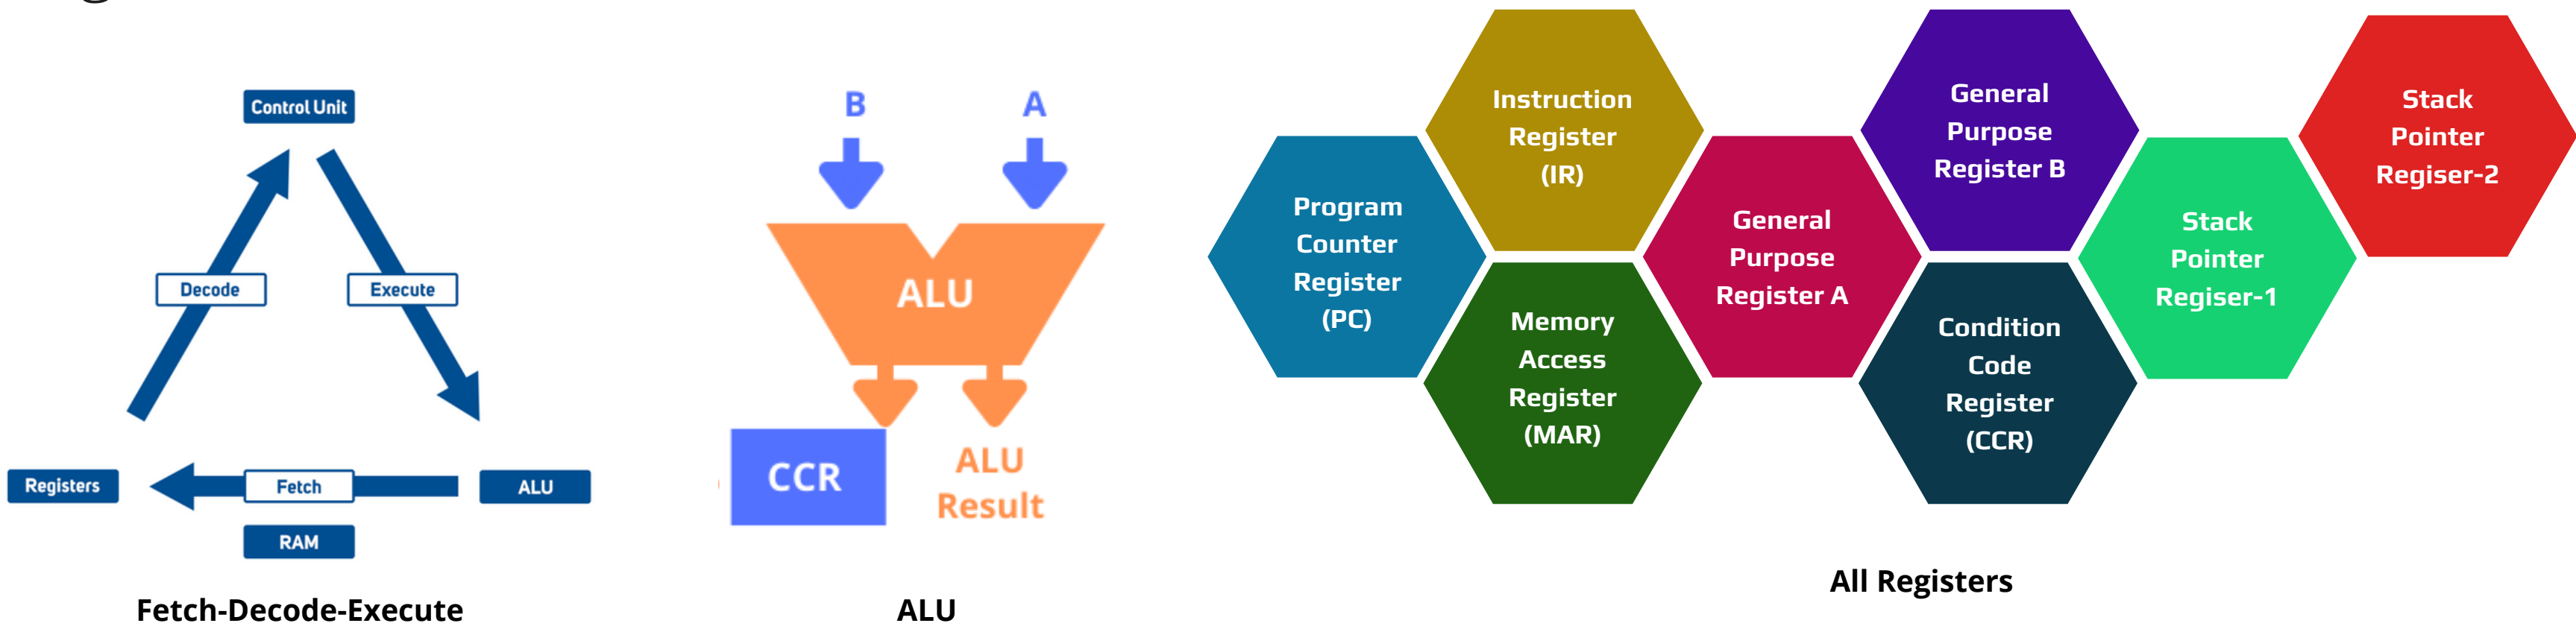 Control Unit
Decode
Execute
Registers
Fetch
ALU
RAM
Fetch-Decode-Execute
B
A
ALU
CCR
ALU
Result
ALU
Program
Counter
Register
(PC)
Instruction
Register
(IR)
Memory
Access
Register
(MAR)
General
Purpose
Register A
General
Purpose
Register B
Condition
Code
Register
(CCR)
Stack
Pointer
Regiser-1
Stack
Pointer
Regiser-2
All Registers